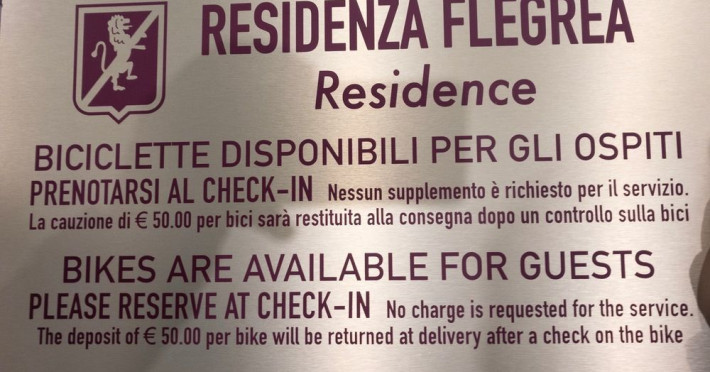 RESIDENZA FLEGREA
Residence
BICICLETTE DISPONIBILI PER GLI OSPITI
PRENOTARSI AL CHECK-IN Nessun supplemento è richiesto per il servizio.
La cauzione di € 50.00 per bici sarà restituita alla consegna dopo un controllo sulla bici
BIKES ARE AVAILABLE FOR GUESTS
PLEASE RESERVE AT CHECK-IN No charge is requested for the service.
The deposit of € 50.00 per bike will be returned at delivery after a check on the bike